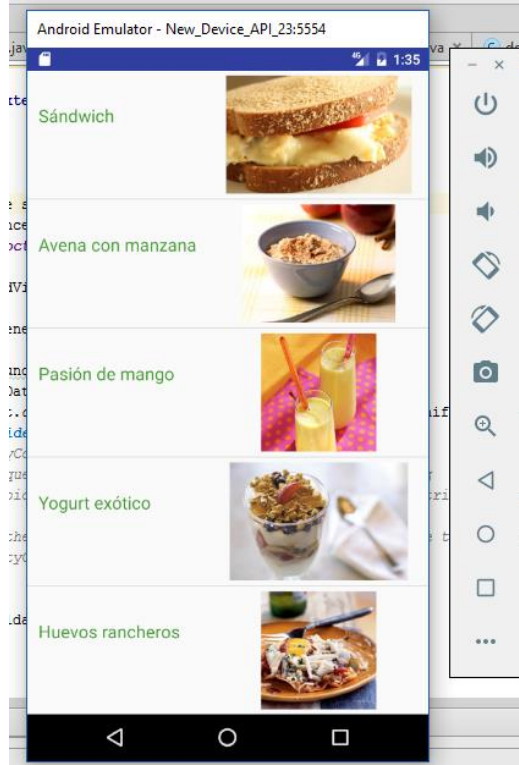 Android Emulator - New_Device_API_23:5554
1:35
Sándwich
Avena con manzana
Pasión de mango
Yogurt exótico
Huevos rancheros